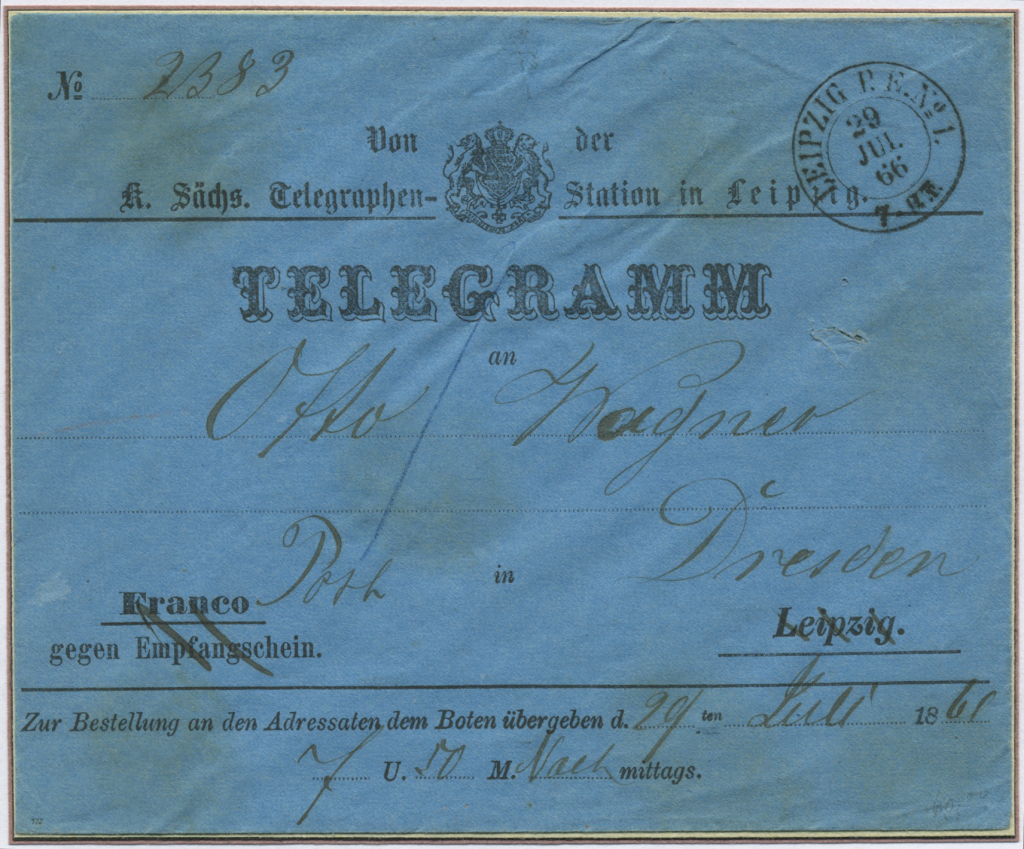 № 2383
LEIPZIG P. E. No 1.
29
JUL
66
7-
Von der
K. Sächs. Telegraphen-Station in Leipzig.
TELEGRAMM
an
Otto Wagner
Post in Dresden
Franco
Leipzig.
gegen Empfangschein.
Zur Bestellung an den Adressaten dem Boten übergeben d. 29 ten Juli 1866
7 U. 50 M. Nach mittags.